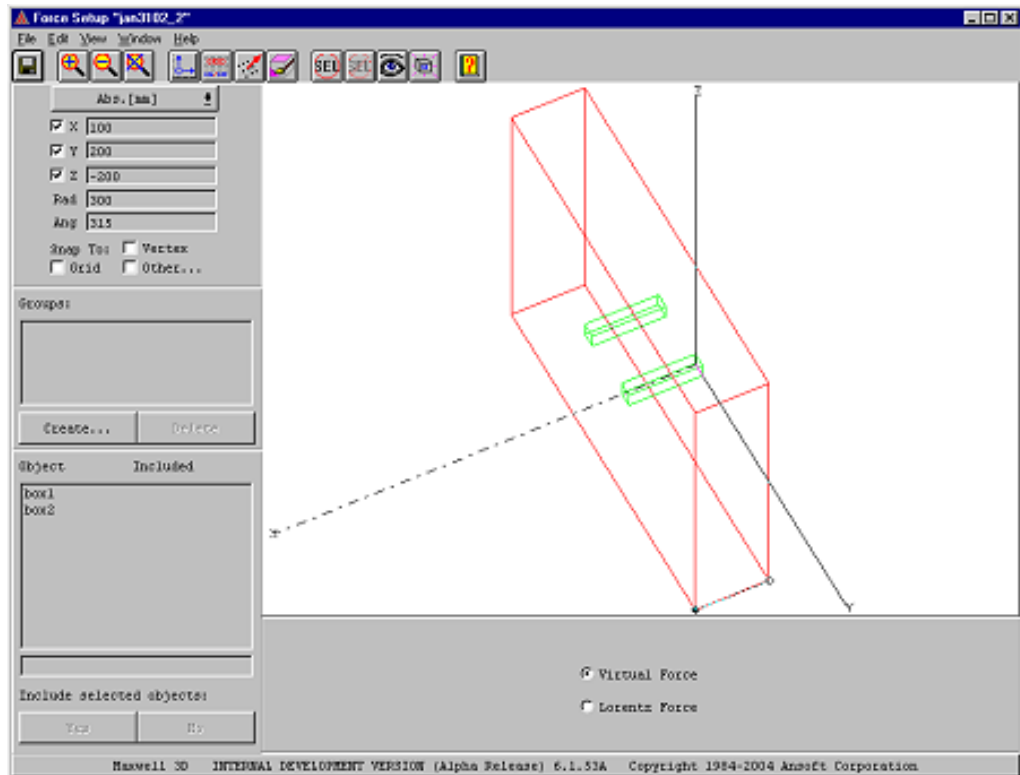 Force Setup "jan3102_2"
File Edit View Window Help
SEL SEL ?
Abs.[mm]
X 100
Y 200
Z -200
Rad 300
Ang 315
Snap To: Vertex
Grid Other...
Groups:
Create... Delete
Object Included
box1
box2
Include selected objects:
Yes No
Z
X
Y
Virtual Force
Lorentz Force
Maxwell 3D INTERNAL DEVELOPMENT VERSION (Alpha Release) 6.1.53A Copyright 1984-2004 Ansoft Corporation